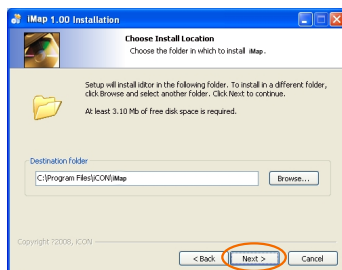 iMap 1.00 Installation
Choose Install Location
Choose the folder in which to install iMap.
Setup will install iditor in the following folder. To install in a different folder,
click Browse and select another folder. Click Next to continue.
At least 3.10 Mb of free disk space is required.
Destination folder
C:\Program Files\iCON\iMap
Browse...
Copyright ?2008, iCON
< Back
Next >
Cancel